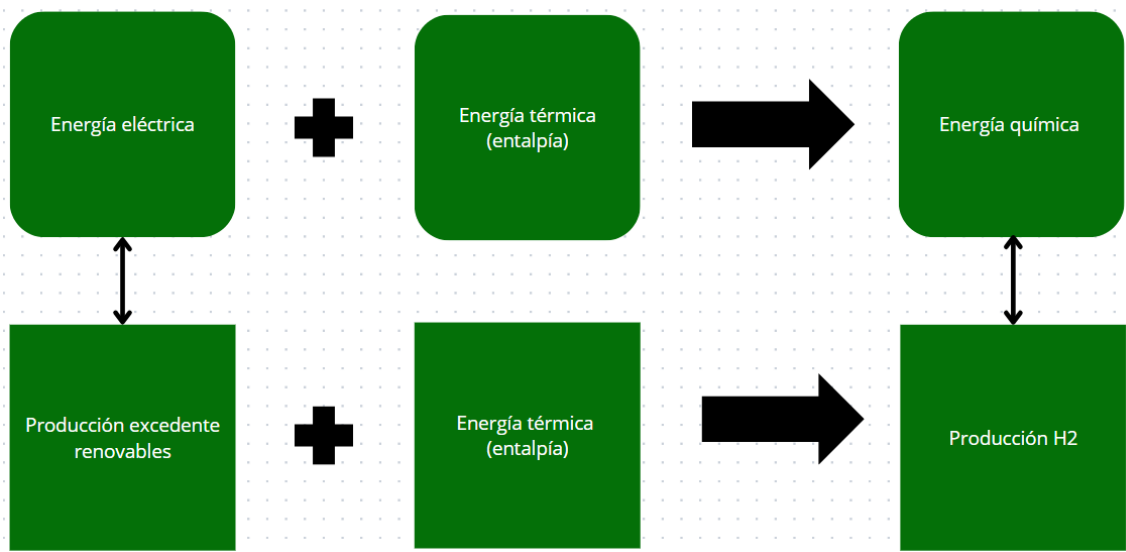 Energía eléctrica
Energía térmica
(entalpía)
Energía química
Producción excedente
renovables
Energía térmica
(entalpía)
Producción H2